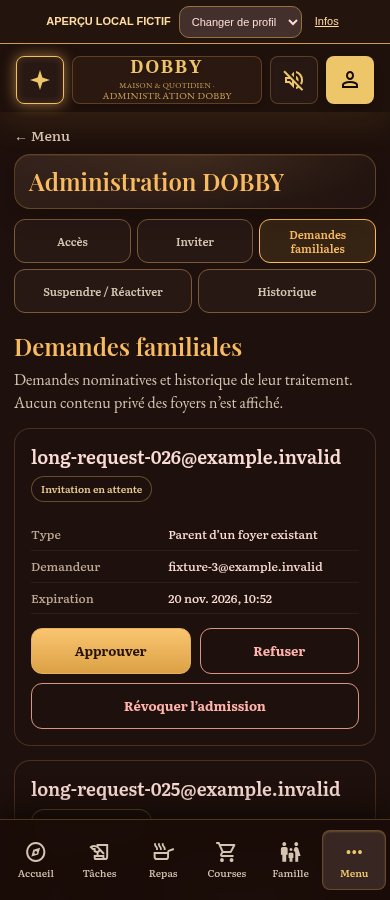 APERÇU LOCAL FICTIF
Changer de profil
Infos
DOBBY
MAISON & QUOTIDIEN ·
ADMINISTRATION DOBBY
← Menu
Administration DOBBY
Accès
Inviter
Demandes
familiales
Suspendre / Réactiver
Historique
Demandes familiales
Demandes nominatives et historique de leur traitement.
Aucun contenu privé des foyers n’est affiché.
long-request-026@example.invalid
Invitation en attente
Type
Parent d’un foyer existant
Demandeur
fixture-3@example.invalid
Expiration
20 nov. 2026, 10:52
Approuver
Refuser
Révoquer l’admission
long-request-025@example.invalid
Accueil
Tâches
Repas
Courses
Famille
Menu